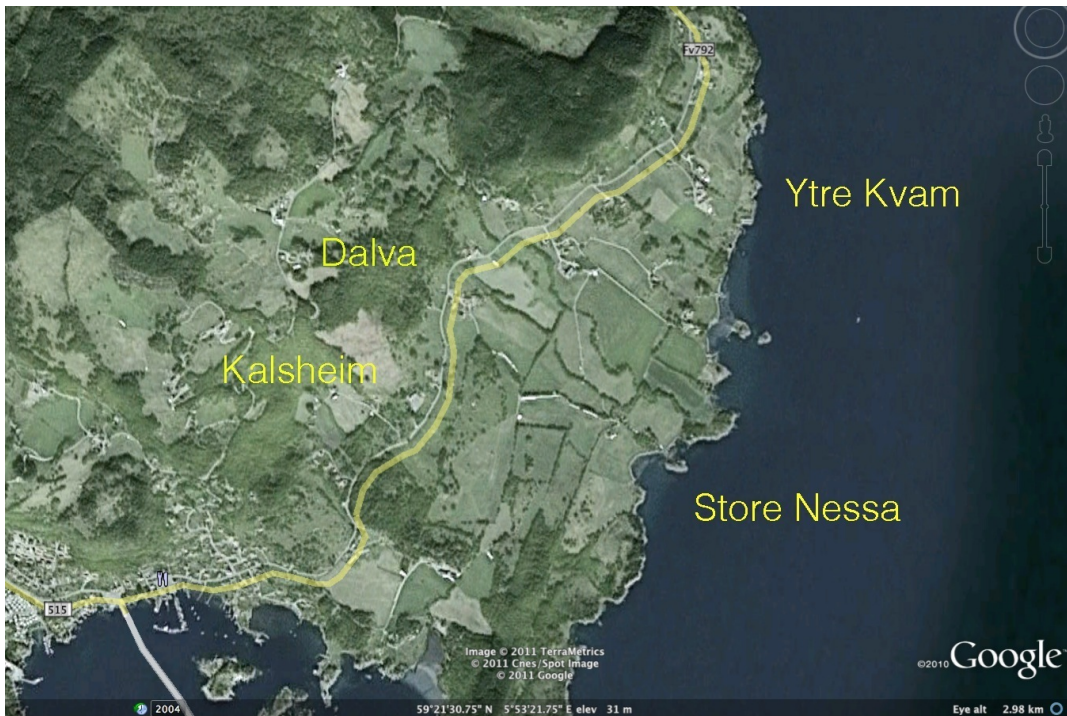 Fv792
Ytre Kvam
Dalva
Kalsheim
Store Nessa
515
Image © 2011 TerraMetrics
© 2011 Cnes/Spot Image
© 2011 Google
©2010 Google
2004
59°21'30.75" N 5°53'21.75" E elev 31 m
Eye alt 2.98 km